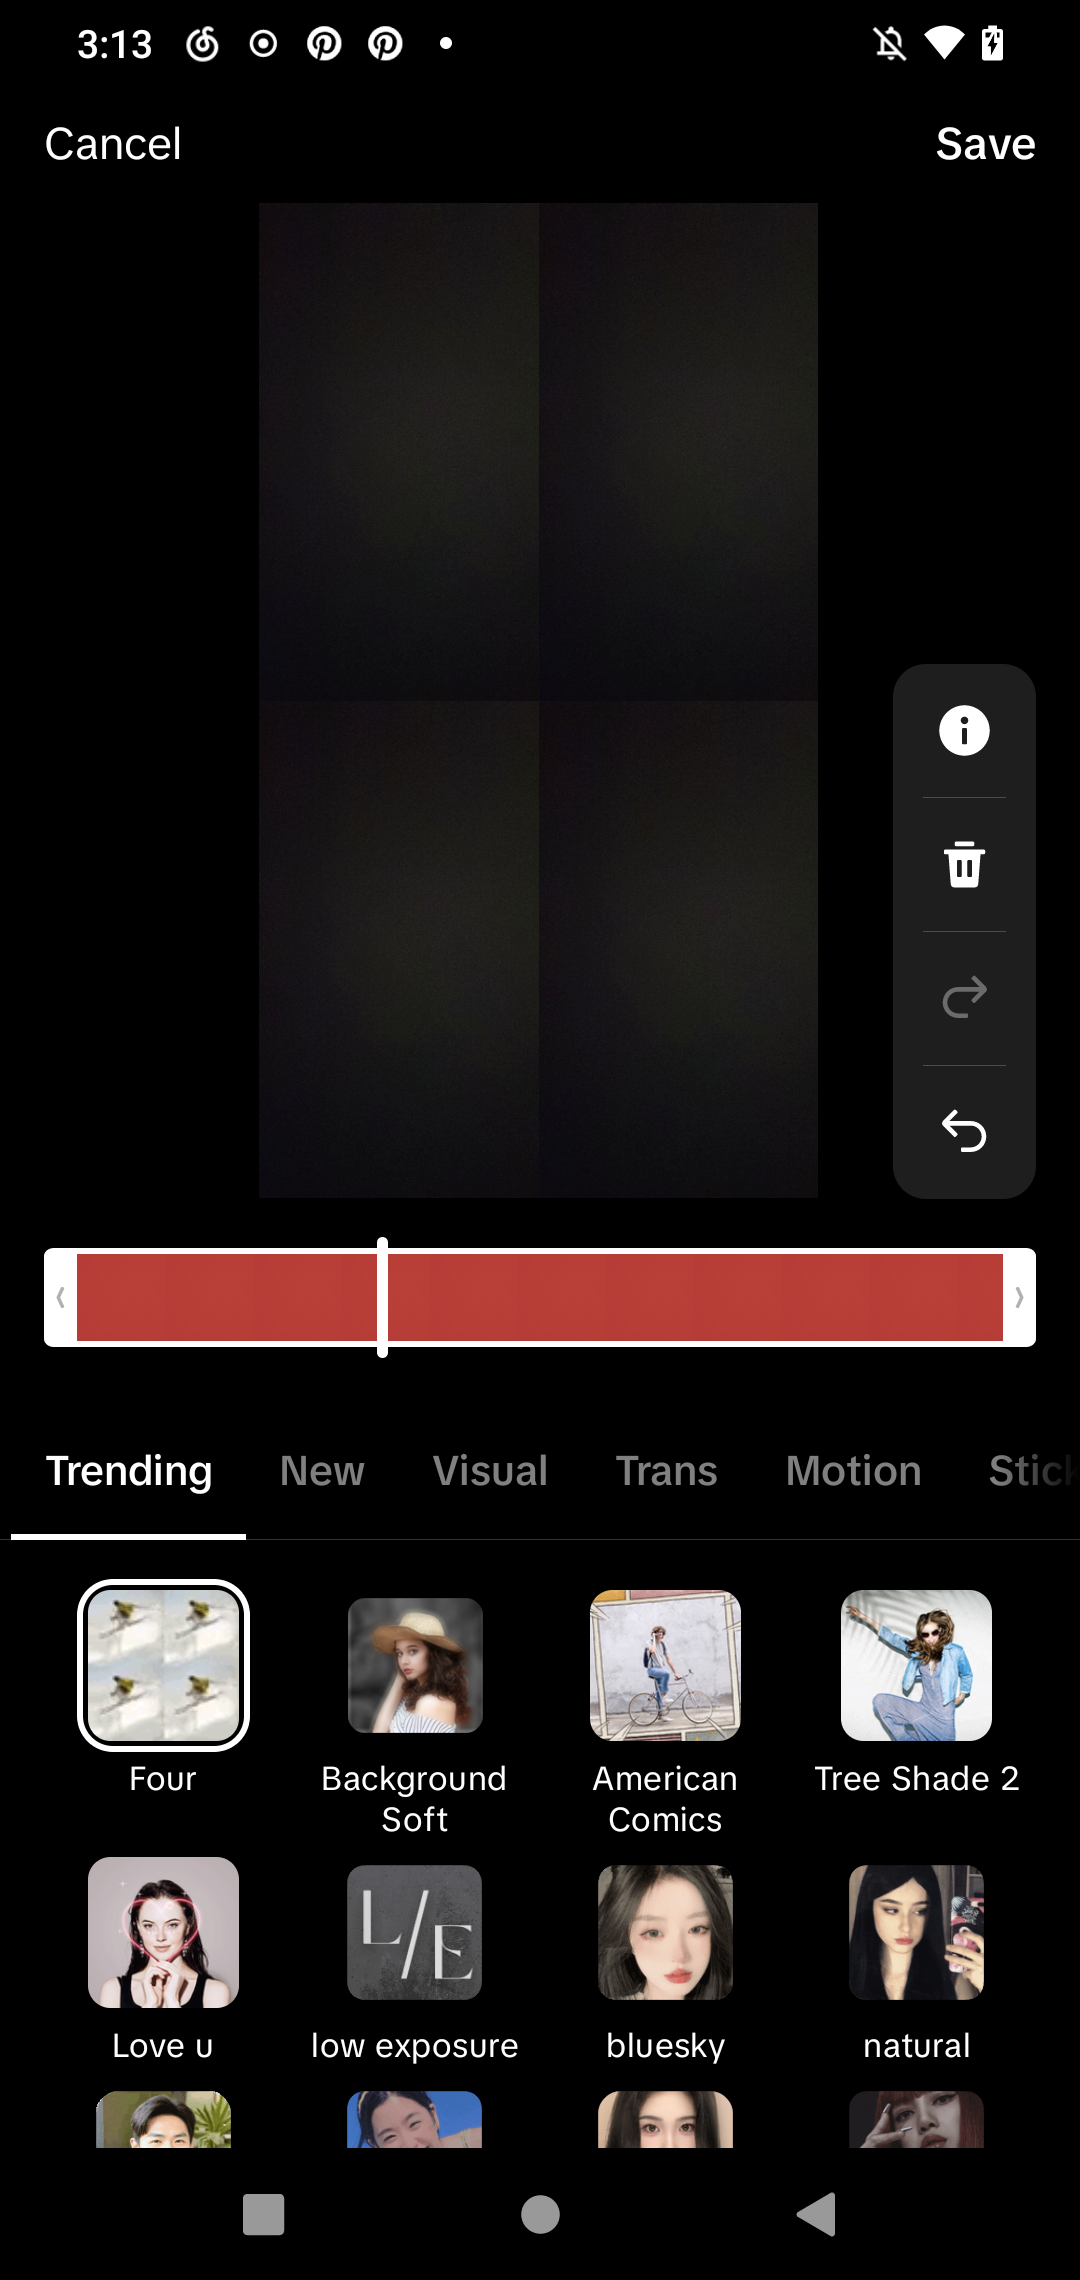 3:13
Cancel
Save
Trending
New
Visual
Trans
Motion
Stick
Four
Background
Soft
American
Comics
Tree Shade 2
Love u
L/E
low exposure
bluesky
natural